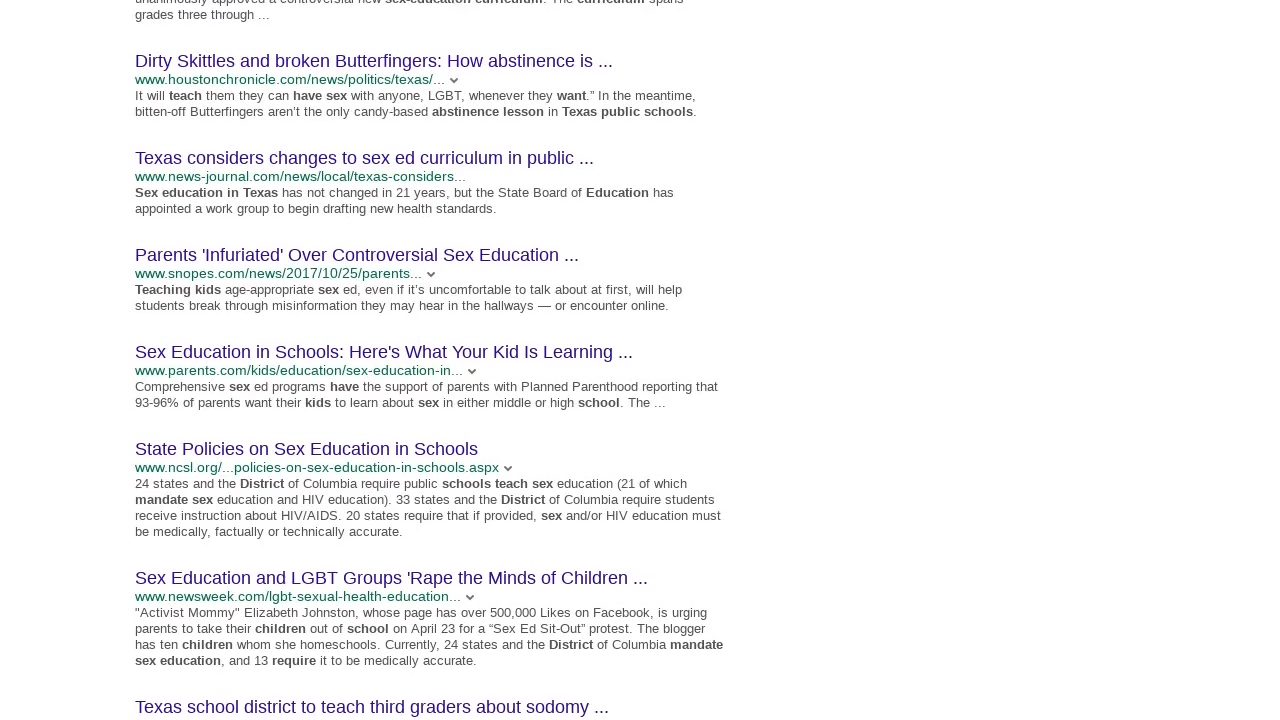 unanimously approved a controversial new sex-education curriculum. The curriculum spans
grades three through ...
Dirty Skittles and broken Butterfingers: How abstinence is ...
www.houstonchronicle.com/news/politics/texas/...
It will teach them they can have sex with anyone, LGBT, whenever they want.” In the meantime,
bitten-off Butterfingers aren’t the only candy-based abstinence lesson in Texas public schools.
Texas considers changes to sex ed curriculum in public ...
www.news-journal.com/news/local/texas-considers...
Sex education in Texas has not changed in 21 years, but the State Board of Education has
appointed a work group to begin drafting new health standards.
Parents 'Infuriated' Over Controversial Sex Education ...
www.snopes.com/news/2017/10/25/parents...
Teaching kids age-appropriate sex ed, even if it’s uncomfortable to talk about at first, will help
students break through misinformation they may hear in the hallways — or encounter online.
Sex Education in Schools: Here's What Your Kid Is Learning ...
www.parents.com/kids/education/sex-education-in...
Comprehensive sex ed programs have the support of parents with Planned Parenthood reporting that
93-96% of parents want their kids to learn about sex in either middle or high school. The ...
State Policies on Sex Education in Schools
www.ncsl.org/...policies-on-sex-education-in-schools.aspx
24 states and the District of Columbia require public schools teach sex education (21 of which
mandate sex education and HIV education). 33 states and the District of Columbia require students
receive instruction about HIV/AIDS. 20 states require that if provided, sex and/or HIV education must
be medically, factually or technically accurate.
Sex Education and LGBT Groups 'Rape the Minds of Children ...
www.newsweek.com/lgbt-sexual-health-education...
"Activist Mommy" Elizabeth Johnston, whose page has over 500,000 Likes on Facebook, is urging
parents to take their children out of school on April 23 for a “Sex Ed Sit-Out” protest. The blogger
has ten children whom she homeschools. Currently, 24 states and the District of Columbia mandate
sex education, and 13 require it to be medically accurate.
Texas school district to teach third graders about sodomy ...